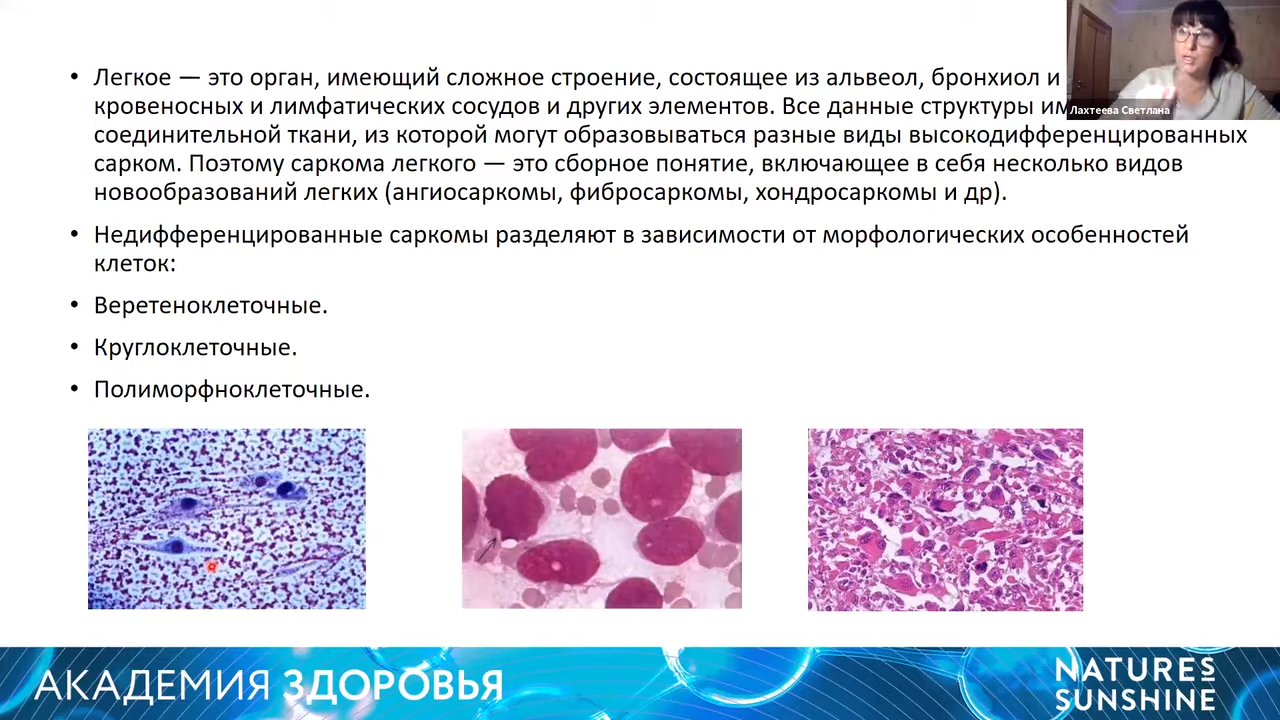 • Легкое — это орган, имеющий сложное строение, состоящее из альвеол, бронхиол и
кровеносных и лимфатических сосудов и других элементов. Все данные структуры
соединительной ткани, из которой могут образовываться разные виды высокодифференцированных
сарком. Поэтому саркома легкого — это сборное понятие, включающее в себя несколько видов
новообразований легких (ангиосаркомы, фибросаркомы, хондросаркомы и др).
• Недифференцированные саркомы разделяют в зависимости от морфологических особенностей
клеток:
• Веретеноклеточные.
• Круглоклеточные.
• Полиморфноклеточные.
Лахтеева Светлана
АКАДЕМИЯ ЗДОРОВЬЯ
NATURES
SUNSHINE